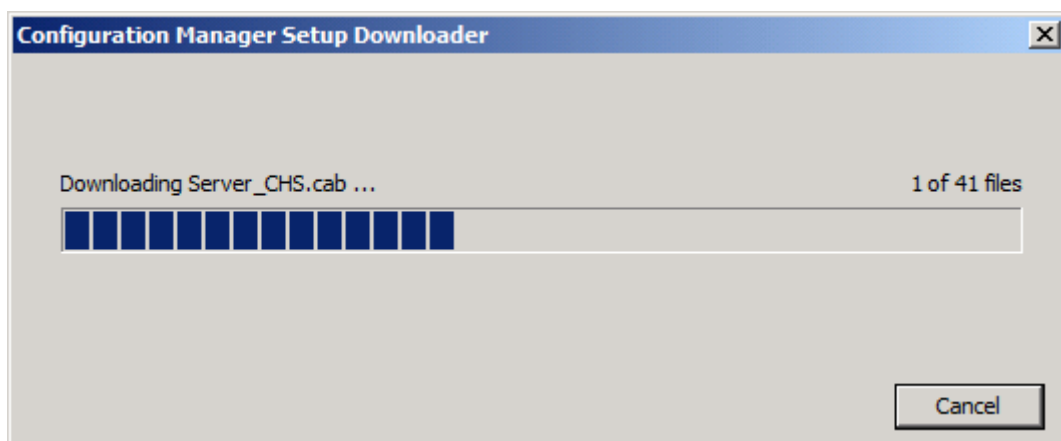 Configuration Manager Setup Downloader
Downloading Server_CHS.cab ... 1 of 41 files
Cancel